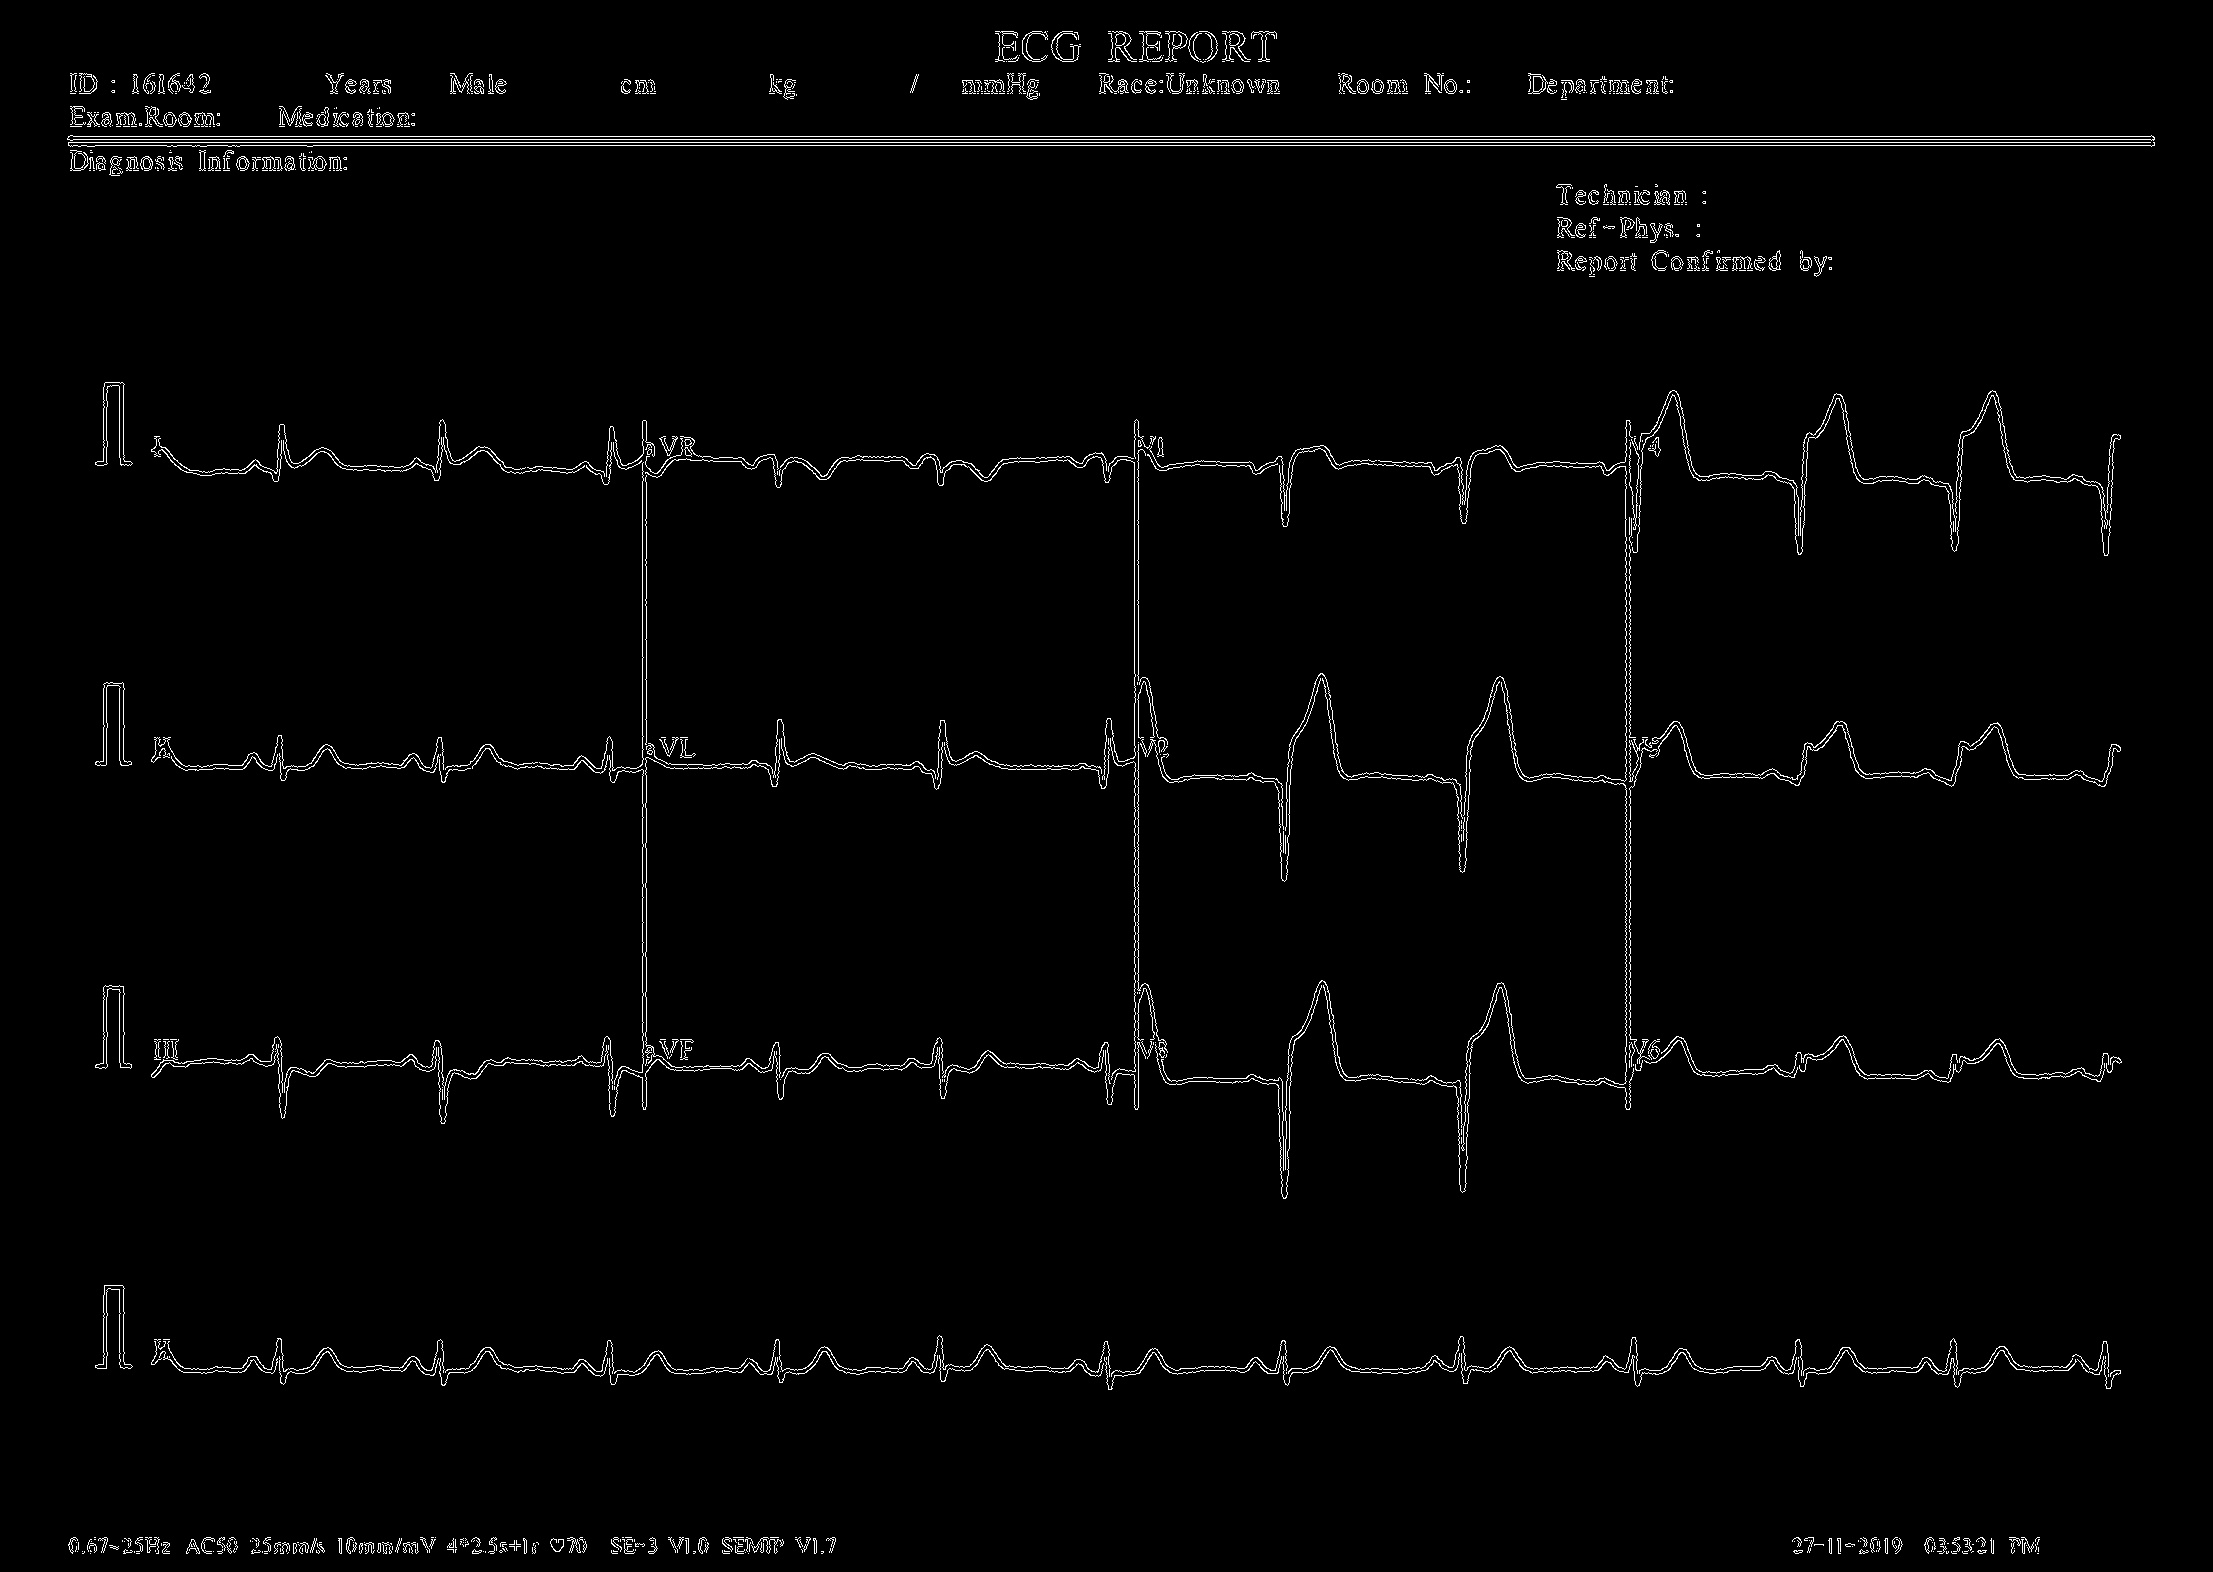 ECG REPORT
ID : 161642 Years Male cm kg / mmHg Race:Unknown Room No.: Department:
Exam.Room: Medication:
Diagnosis Information:
Technician :
Ref-Phys. :
Report Confirmed by:
I aVR V1 V4
II aVL V2 V5
III aVF V3 V6
II
0.67~25Hz AC50 25mm/s 10mm/mV 4*2.5s+1r ♡70 SE-3 V1.0 SEMIP V1.7
27-11-2019 03:53:21 PM